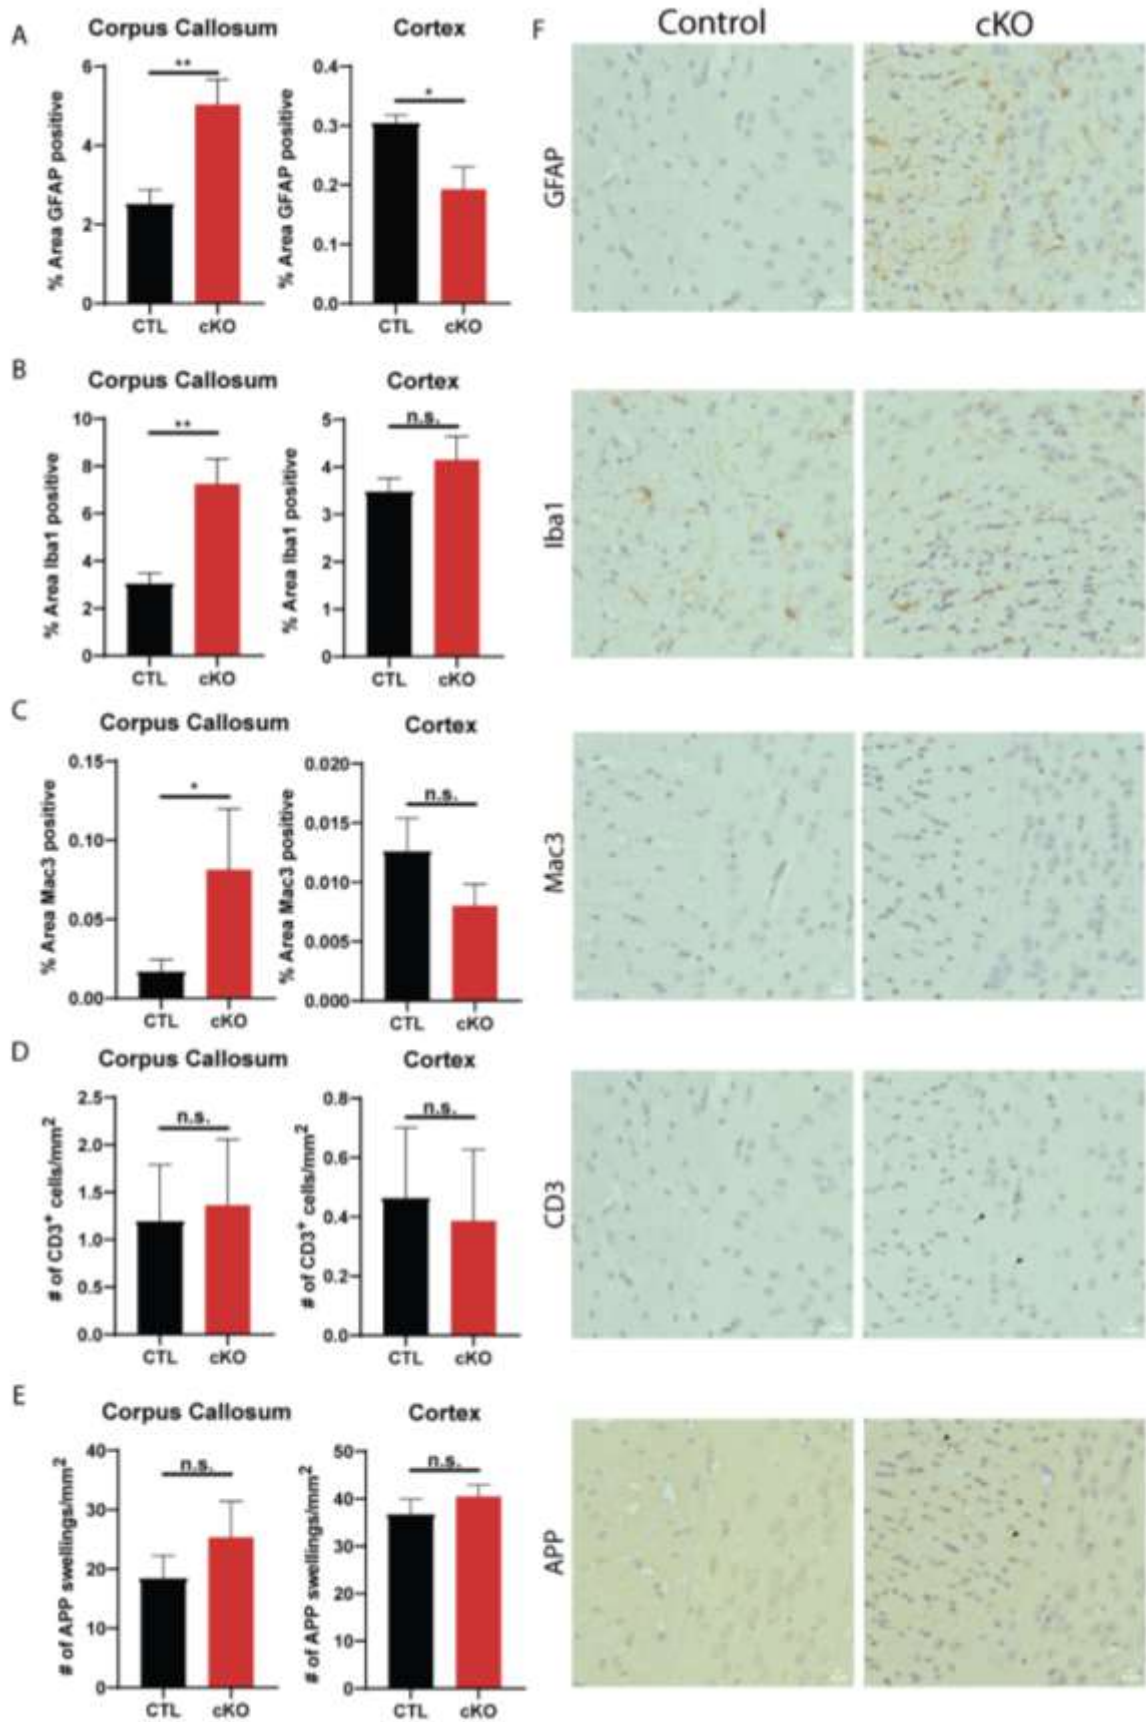 A
Corpus Callosum
Cortex
% Area GFAP positive
6
4
2
0
**
CTL
cKO
% Area GFAP positive
0.4
0.3
0.2
0.1
0.0
*
CTL
cKO
B
Corpus Callosum
Cortex
% Area Iba1 positive
10
8
6
4
2
0
**
CTL
cKO
% Area Iba1 positive
5
4
3
2
1
0
n.s.
CTL
cKO
C
Corpus Callosum
Cortex
% Area Mac3 positive
0.15
0.10
0.05
0.00
*
CTL
cKO
% Area Mac3 positive
0.020
0.015
0.010
0.005
0.000
n.s.
CTL
cKO
D
Corpus Callosum
Cortex
# of CD3⁺ cells/mm²
2.5
2.0
1.5
1.0
0.5
0.0
n.s.
CTL
cKO
# of CD3⁺ cells/mm²
0.8
0.6
0.4
0.2
0.0
n.s.
CTL
cKO
E
Corpus Callosum
Cortex
# of APP swellings/mm²
40
30
20
10
0
n.s.
CTL
cKO
# of APP swellings/mm²
50
40
30
20
10
0
n.s.
CTL
cKO
F
Control
cKO
GFAP
Iba1
Mac3
CD3
APP